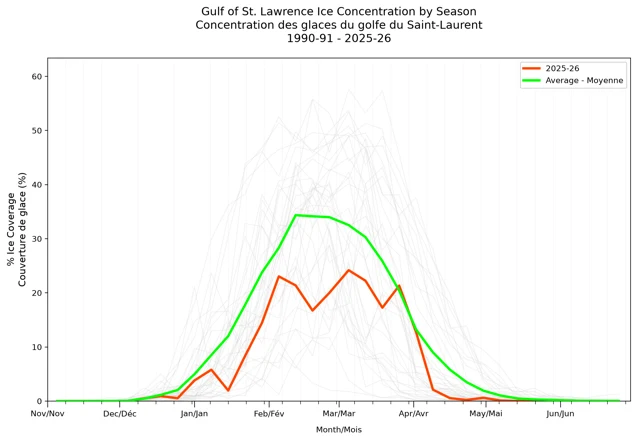 Gulf of St. Lawrence Ice Concentration by Season
Concentration des glaces du golfe du Saint-Laurent
1990-91 - 2025-26
2025-26
Average - Moyenne
% Ice Coverage
Couverture de glace (%)
60
50
40
30
20
10
0
Nov/Nov Dec/Déc Jan/Jan Feb/Fév Mar/Mar Apr/Avr May/Mai Jun/Jun
Month/Mois